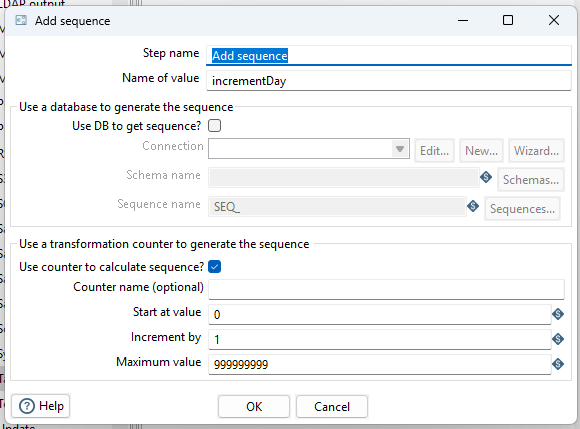 LDAP output
Add sequence
Step name Add sequence
Name of value incrementDay
Use a database to generate the sequence
Use DB to get sequence?
Connection Edit... New... Wizard...
Schema name Schemas...
Sequence name SEQ_ Sequences...
Use a transformation counter to generate the sequence
Use counter to calculate sequence?
Counter name (optional)
Start at value 0
Increment by 1
Maximum value 999999999
Help OK Cancel